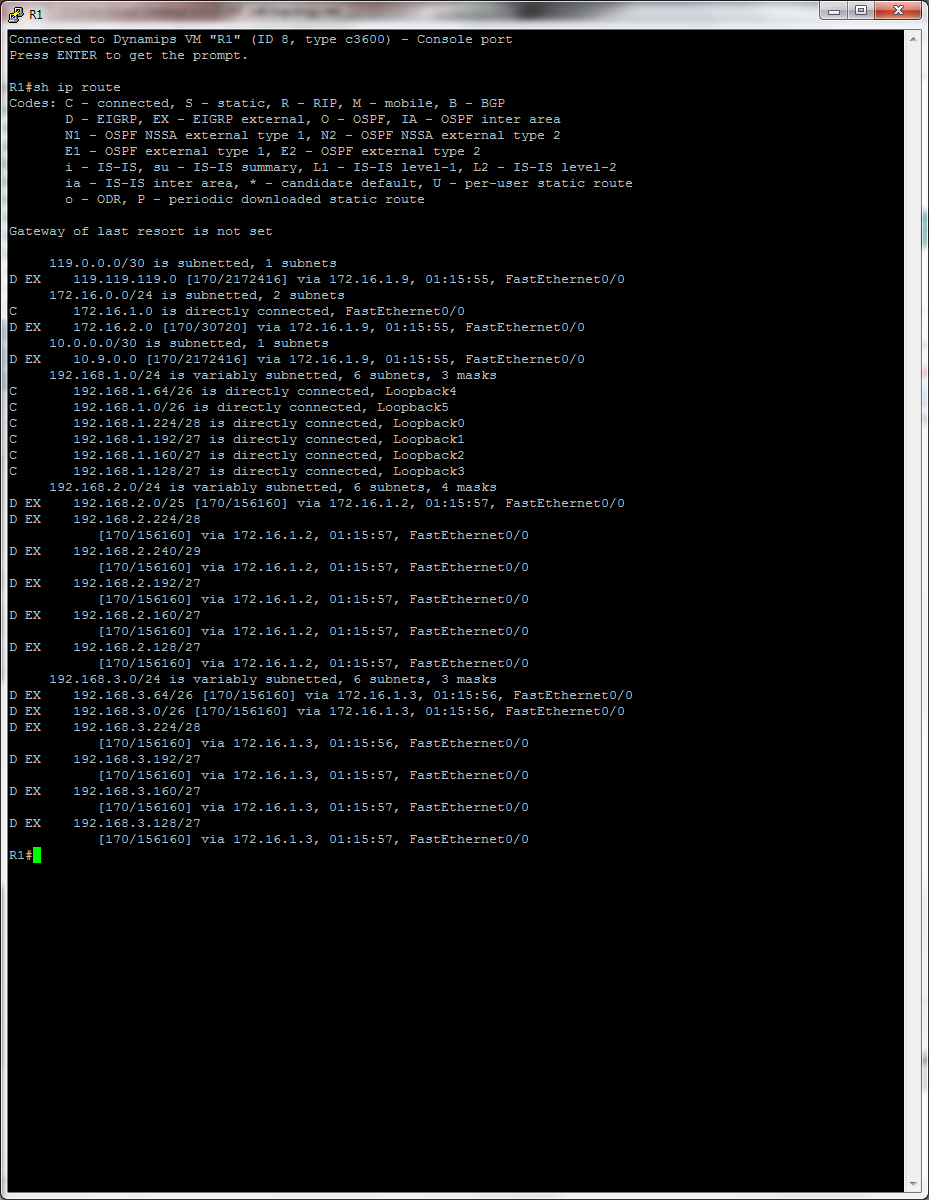 R1
Connected to Dynamips VM "R1" (ID 8, type c3600) - Console port
Press ENTER to get the prompt.
R1#sh ip route
Codes: C - connected, S - static, R - RIP, M - mobile, B - BGP
       D - EIGRP, EX - EIGRP external, O - OSPF, IA - OSPF inter area
       N1 - OSPF NSSA external type 1, N2 - OSPF NSSA external type 2
       E1 - OSPF external type 1, E2 - OSPF external type 2
       i - IS-IS, su - IS-IS summary, L1 - IS-IS level-1, L2 - IS-IS level-2
       ia - IS-IS inter area, * - candidate default, U - per-user static route
       o - ODR, P - periodic downloaded static route
Gateway of last resort is not set
     119.0.0.0/30 is subnetted, 1 subnets
D EX    119.119.119.0 [170/2172416] via 172.16.1.9, 01:15:55, FastEthernet0/0
     172.16.0.0/24 is subnetted, 2 subnets
C       172.16.1.0 is directly connected, FastEthernet0/0
D EX    172.16.2.0 [170/30720] via 172.16.1.9, 01:15:55, FastEthernet0/0
     10.0.0.0/30 is subnetted, 1 subnets
D EX    10.9.0.0 [170/2172416] via 172.16.1.9, 01:15:55, FastEthernet0/0
     192.168.1.0/24 is variably subnetted, 6 subnets, 3 masks
C       192.168.1.64/26 is directly connected, Loopback4
C       192.168.1.0/26 is directly connected, Loopback5
C       192.168.1.224/28 is directly connected, Loopback0
C       192.168.1.192/27 is directly connected, Loopback1
C       192.168.1.160/27 is directly connected, Loopback2
C       192.168.1.128/27 is directly connected, Loopback3
     192.168.2.0/24 is variably subnetted, 6 subnets, 4 masks
D EX    192.168.2.0/25 [170/156160] via 172.16.1.2, 01:15:57, FastEthernet0/0
D EX    192.168.2.224/28
           [170/156160] via 172.16.1.2, 01:15:57, FastEthernet0/0
D EX    192.168.2.240/29
           [170/156160] via 172.16.1.2, 01:15:57, FastEthernet0/0
D EX    192.168.2.192/27
           [170/156160] via 172.16.1.2, 01:15:57, FastEthernet0/0
D EX    192.168.2.160/27
           [170/156160] via 172.16.1.2, 01:15:57, FastEthernet0/0
D EX    192.168.2.128/27
           [170/156160] via 172.16.1.2, 01:15:57, FastEthernet0/0
     192.168.3.0/24 is variably subnetted, 6 subnets, 3 masks
D EX    192.168.3.64/26 [170/156160] via 172.16.1.3, 01:15:56, FastEthernet0/0
D EX    192.168.3.0/26 [170/156160] via 172.16.1.3, 01:15:56, FastEthernet0/0
D EX    192.168.3.224/28
           [170/156160] via 172.16.1.3, 01:15:56, FastEthernet0/0
D EX    192.168.3.192/27
           [170/156160] via 172.16.1.3, 01:15:57, FastEthernet0/0
D EX    192.168.3.160/27
           [170/156160] via 172.16.1.3, 01:15:57, FastEthernet0/0
D EX    192.168.3.128/27
           [170/156160] via 172.16.1.3, 01:15:57, FastEthernet0/0
R1#